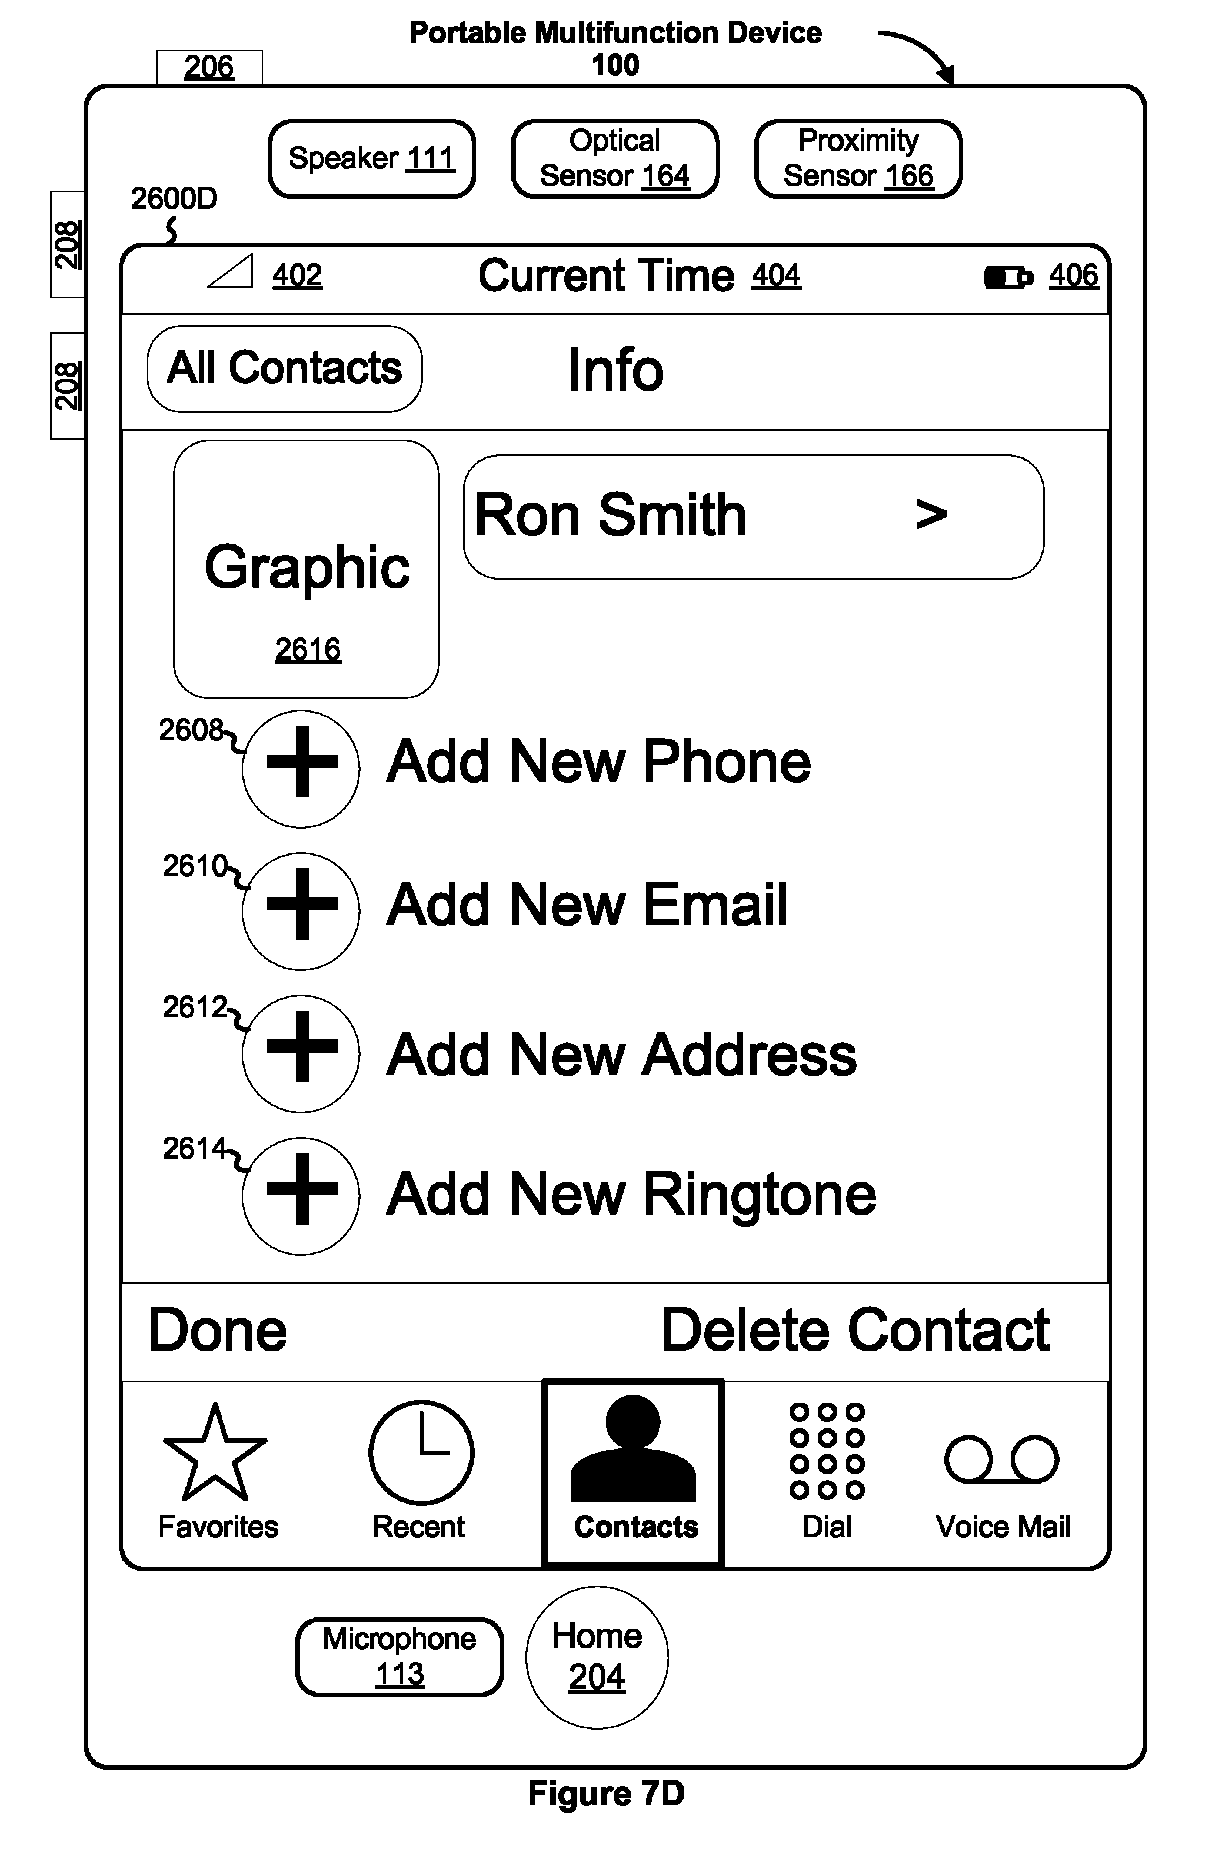 Portable Multifunction Device
100
206
Speaker 111
Optical
Sensor 164
Proximity
Sensor 166
2600D
208
208
402
Current Time 404
406
All Contacts
Info
Graphic
2616
Ron Smith >
2608
Add New Phone
2610
Add New Email
2612
Add New Address
2614
Add New Ringtone
Done
Delete Contact
Favorites
Recent
Contacts
Dial
Voice Mail
Microphone
113
Home
204
Figure 7D